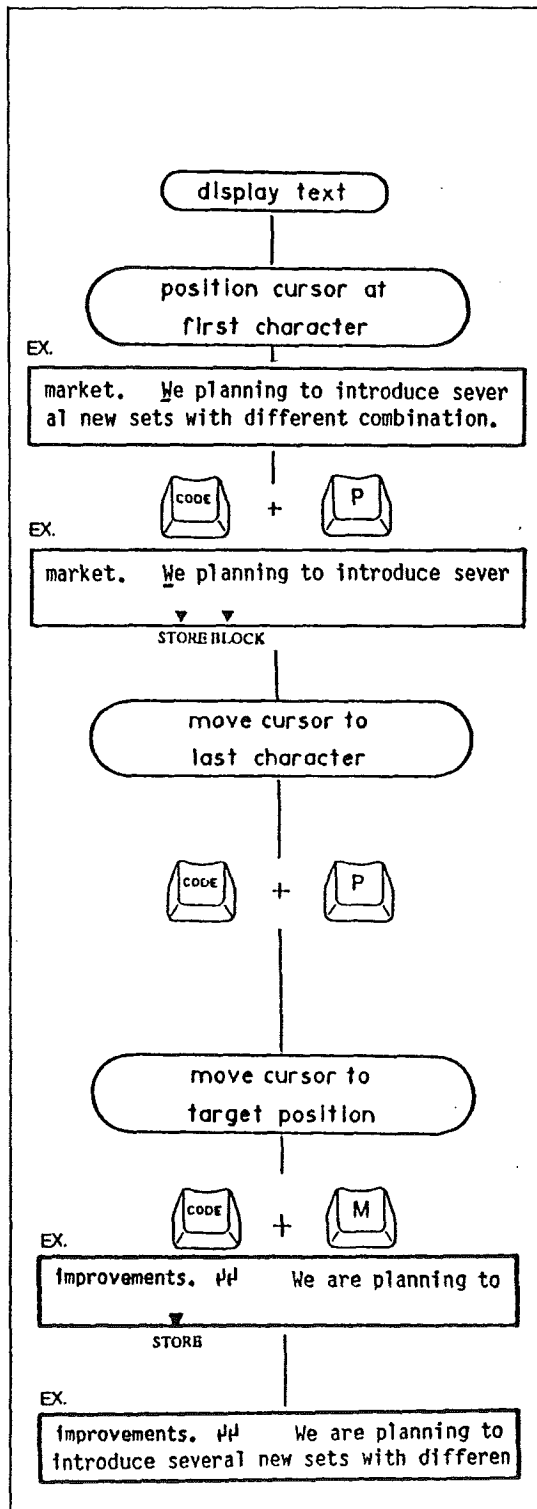 display text
position cursor at
first character
EX.
market. We planning to introduce sever
al new sets with different combination.
CODE + P
EX.
market. We planning to introduce sever
▼ ▼
STORE BLOCK
move cursor to
last character
CODE + P
move cursor to
target position
CODE + M
EX.
improvements. We are planning to
▼
STORE
EX.
improvements. We are planning to
introduce several new sets with differen